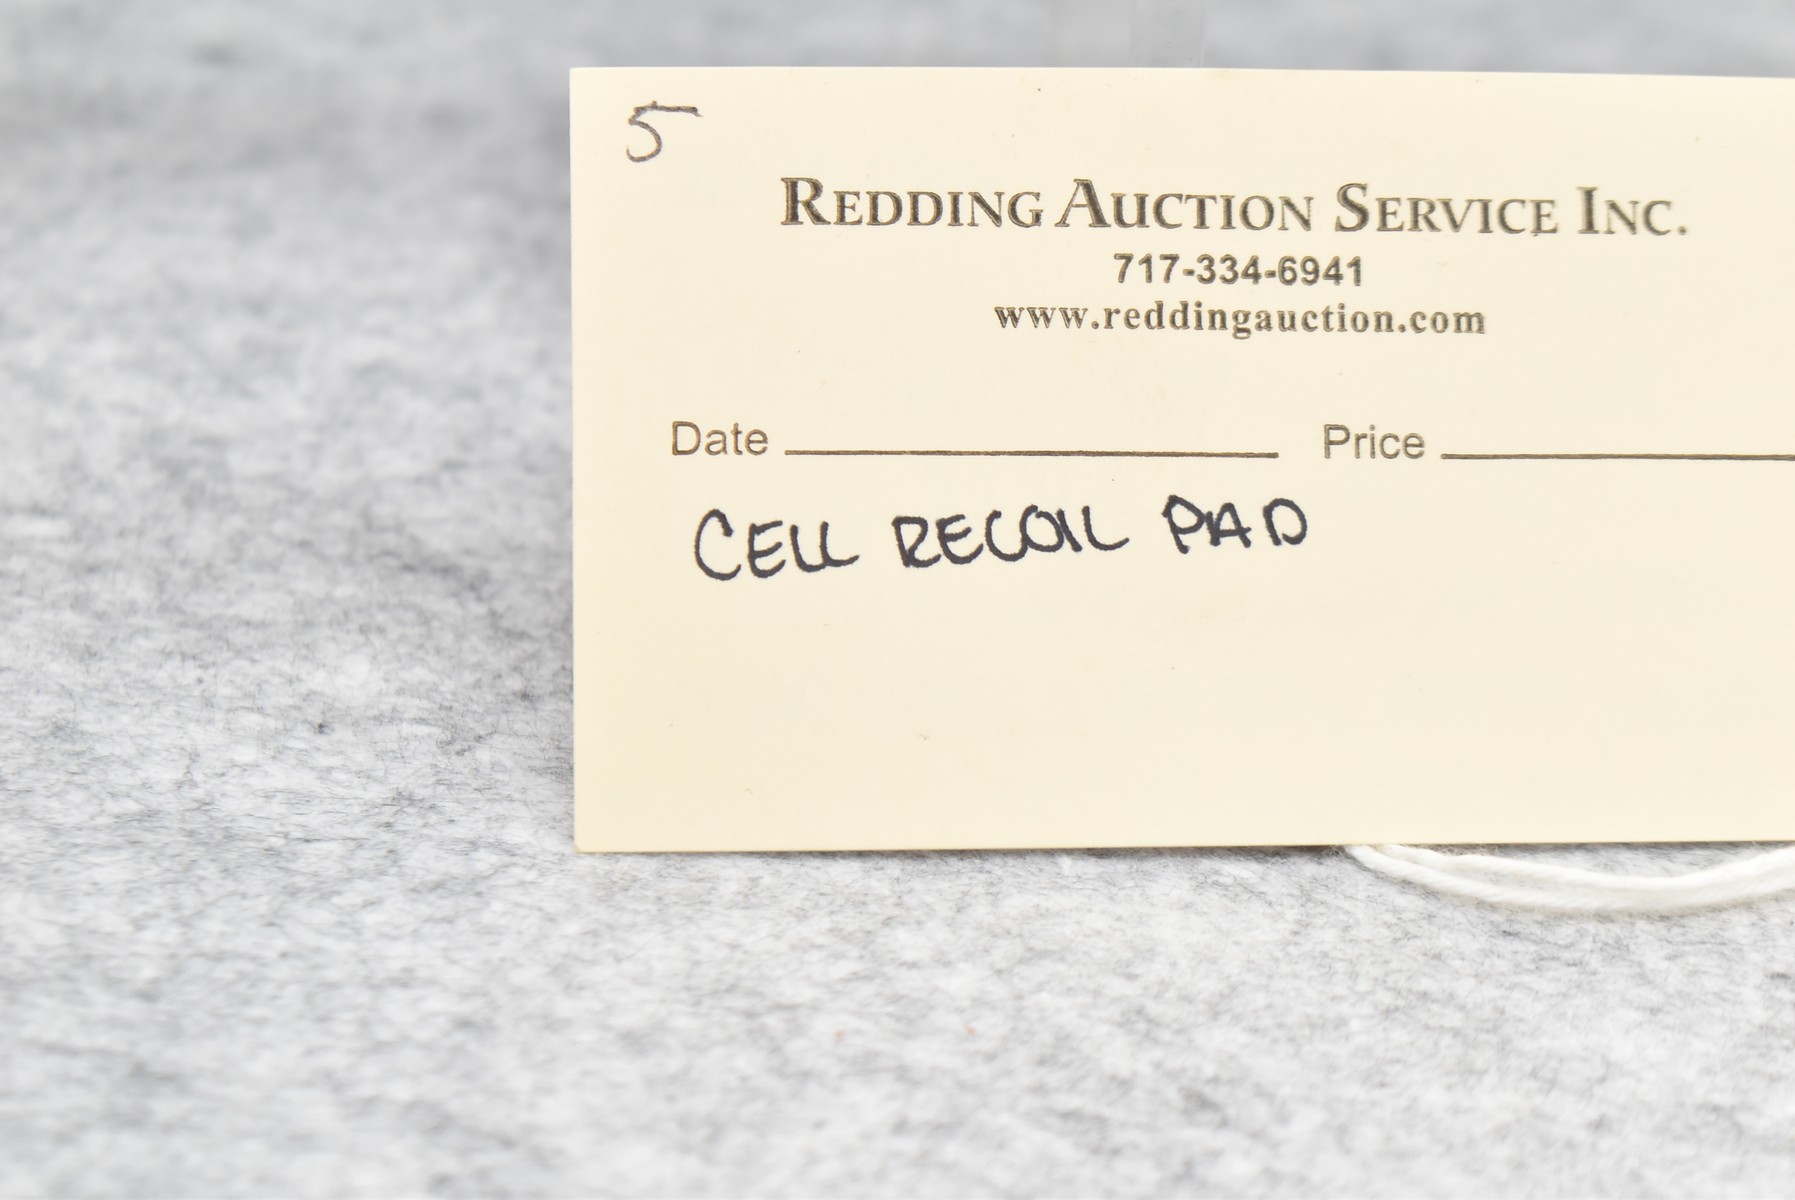 5
REDDING AUCTION SERVICE INC.
717-334-6941
www.reddingauction.com
Date Price
CELL RECOIL PAD